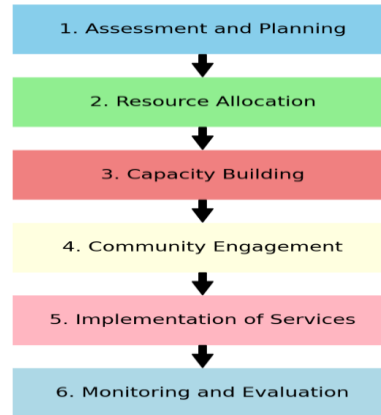 1. Assessment and Planning
2. Resource Allocation
3. Capacity Building
4. Community Engagement
5. Implementation of Services
6. Monitoring and Evaluation